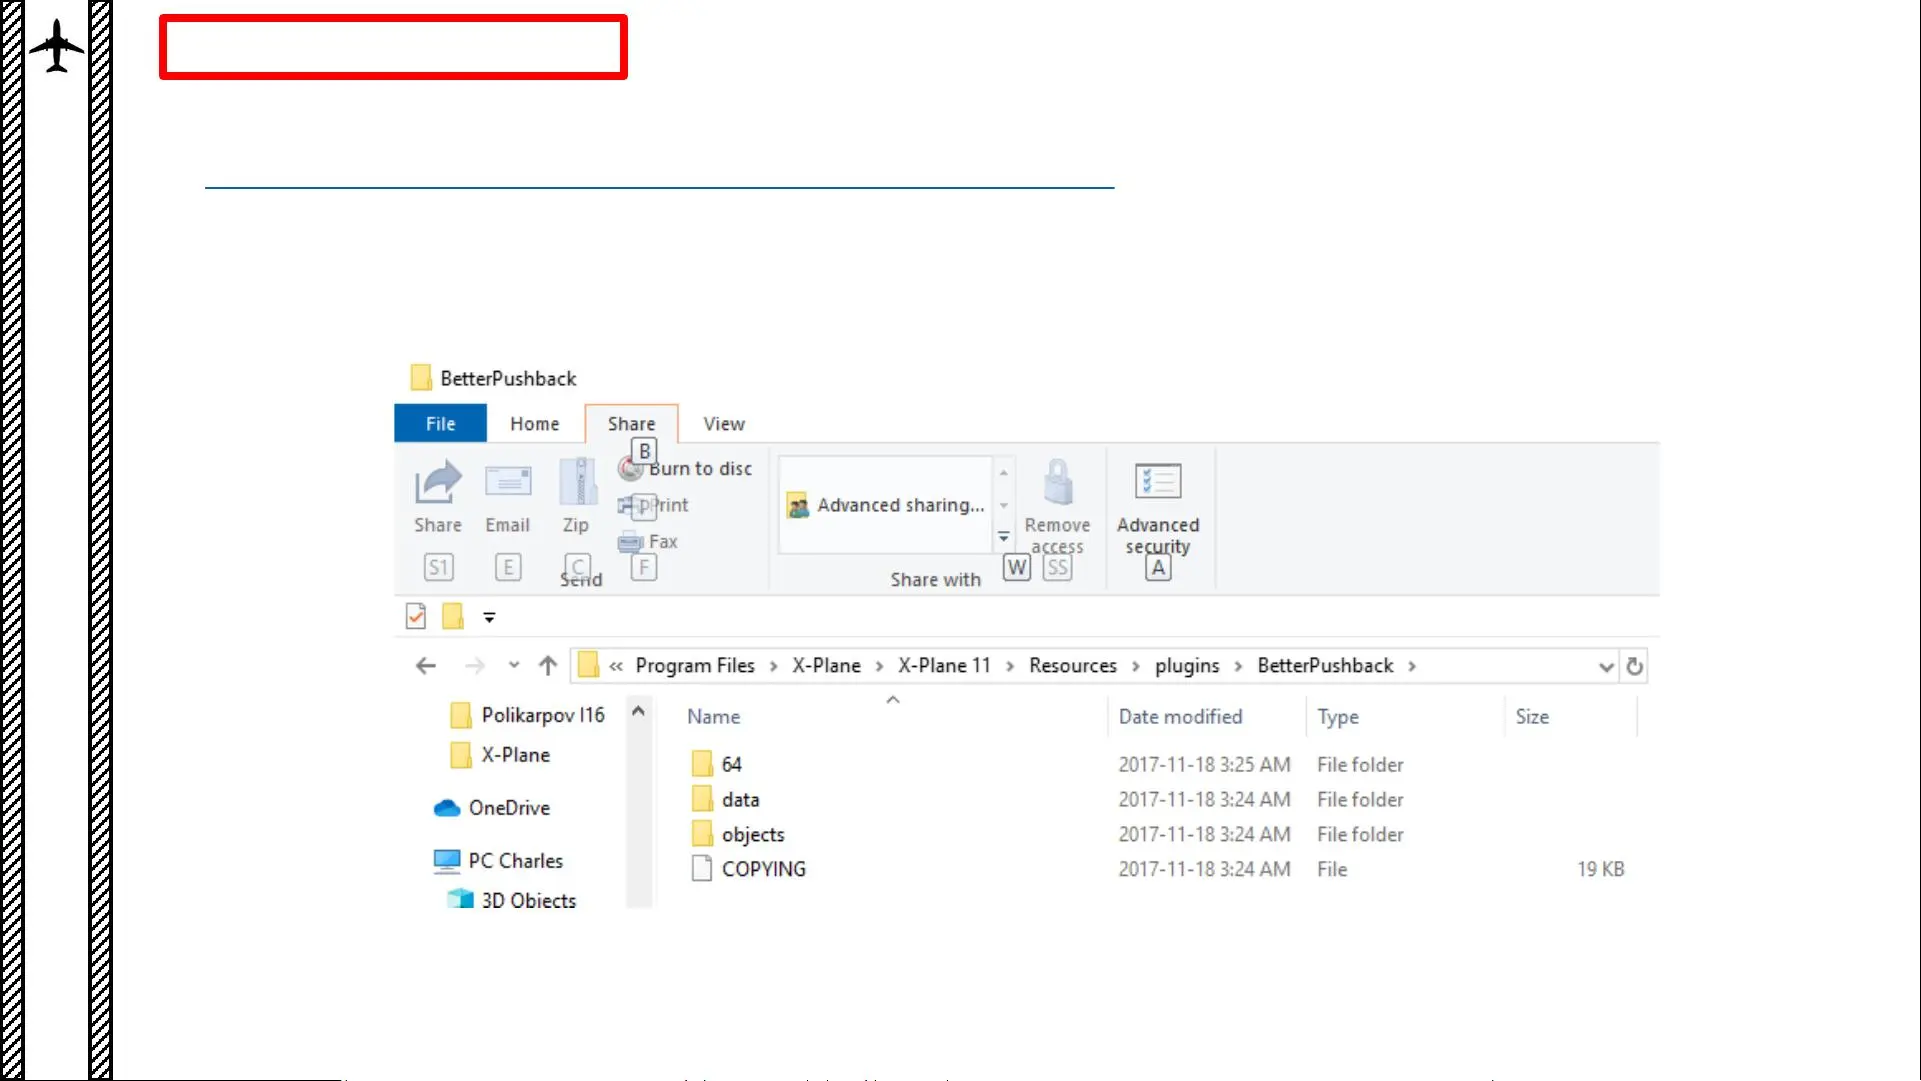 BetterPushback
File Home Share View
B
Burn to disc
Print
P
Fax
Share Email Zip
S1 E C F
Send
Advanced sharing...
Share with
W
Remove access
SS
Advanced security
A
« Program Files > X-Plane > X-Plane 11 > Resources > plugins > BetterPushback >
Polikarpov I16
X-Plane
OneDrive
PC Charles
3D Objects
Name Date modified Type Size
64 2017-11-18 3:25 AM File folder
data 2017-11-18 3:24 AM File folder
objects 2017-11-18 3:24 AM File folder
COPYING 2017-11-18 3:24 AM File 19 KB